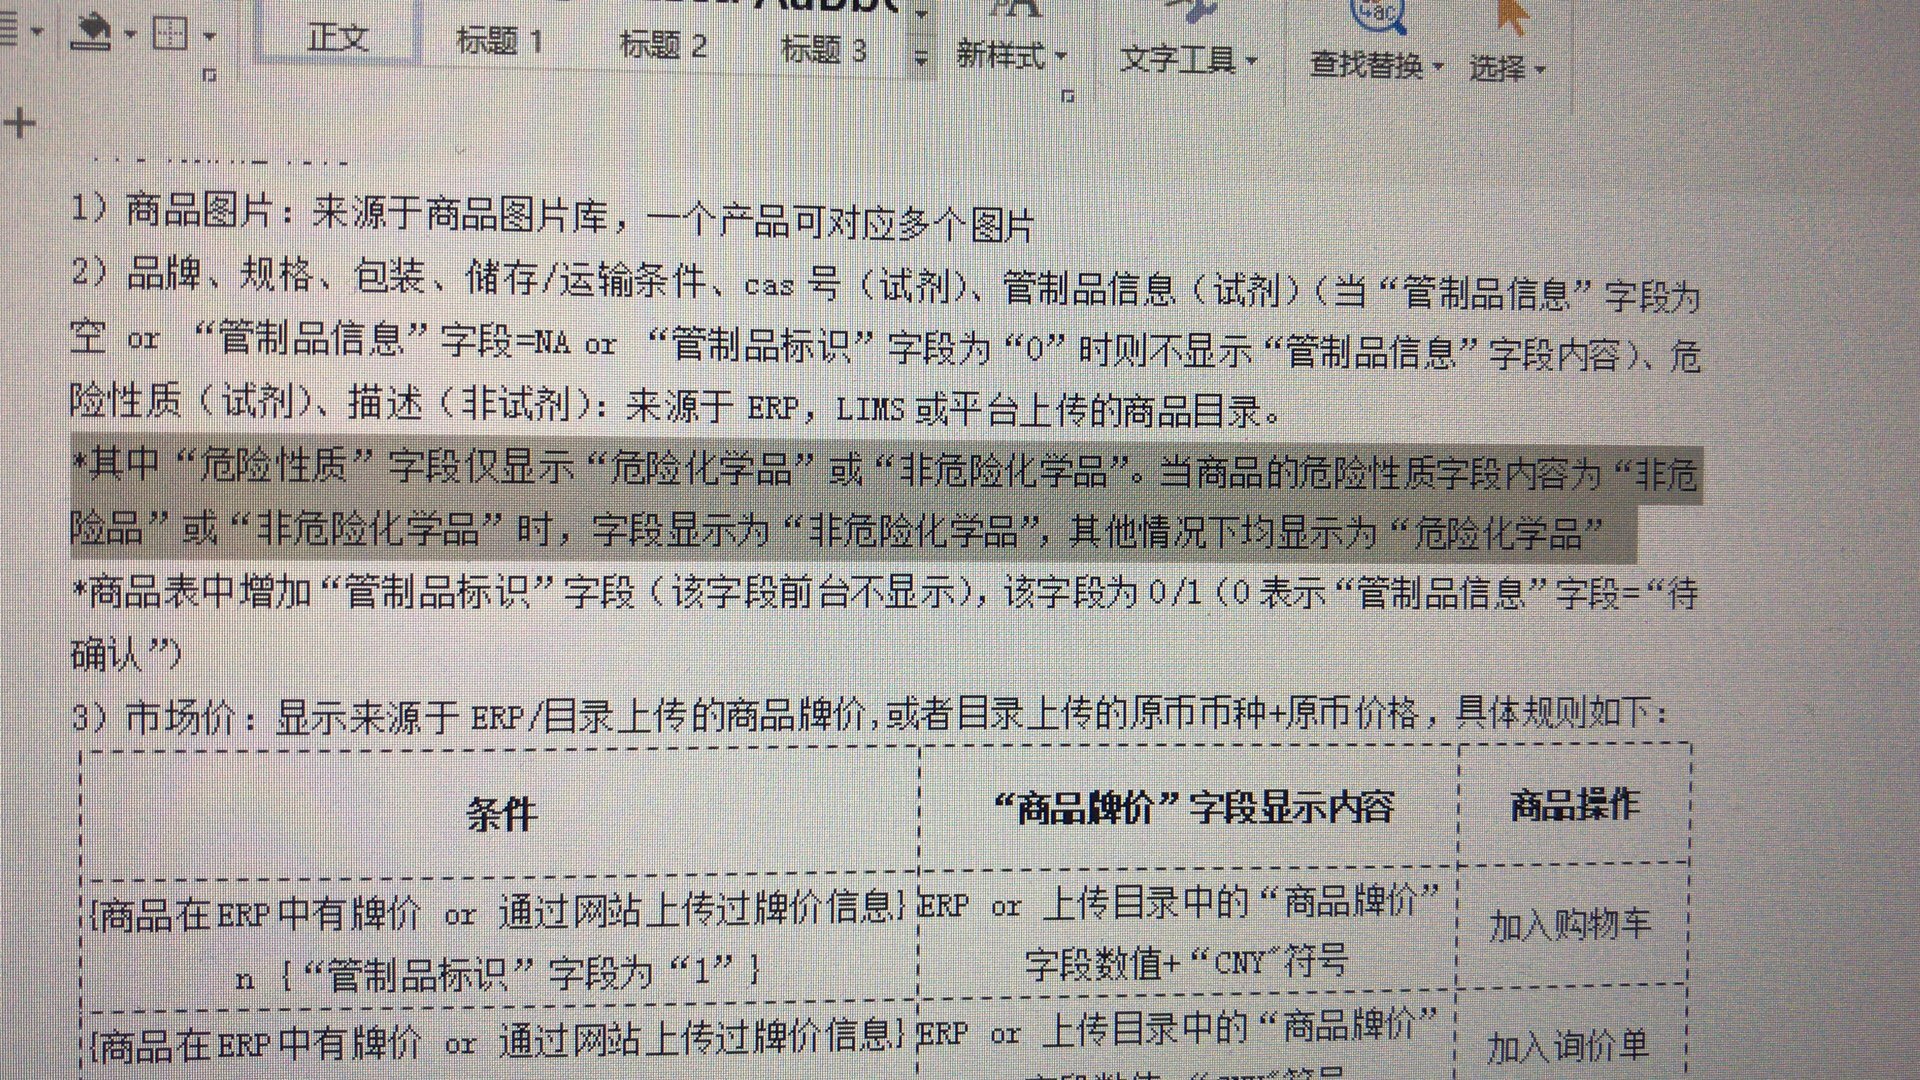 正文
标题 1
标题 2
标题 3
新样式
文字工具
查找替换
选择
1）商品图片：来源于商品图片库，一个产品可对应多个图片
2）品牌、规格、包装、储存/运输条件、cas 号（试剂）、管制品信息（试剂）（当“管制品信息”字段为
空 or “管制品信息”字段=NA or “管制品标识”字段为“0”时则不显示“管制品信息”字段内容）、危
险性质（试剂）、描述（非试剂）：来源于 ERP，LIMS 或平台上传的商品目录。
*其中“危险性质”字段仅显示“危险化学品”或“非危险化学品”。当商品的危险性质字段内容为“非危
险品”或“非危险化学品”时，字段显示为“非危险化学品”，其他情况下均显示为“危险化学品”
*商品表中增加“管制品标识”字段（该字段前台不显示），该字段为 0/1（0 表示“管制品信息”字段=“待
确认”）
3）市场价：显示来源于 ERP/目录上传的商品牌价,或者目录上传的原币币种+原币价格，具体规则如下：
条件
“商品牌价”字段显示内容
商品操作
{商品在 ERP 中有牌价 or 通过网站上传过牌价信息}
n {“管制品标识”字段为“1”}
ERP or 上传目录中的“商品牌价”
字段数值+“CNY”符号
加入购物车
{商品在 ERP 中有牌价 or 通过网站上传过牌价信息}
ERP or 上传目录中的“商品牌价”
加入询价单